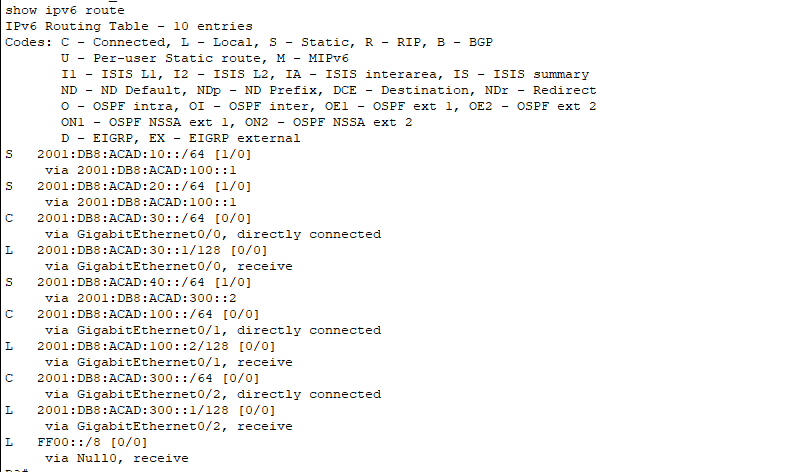 show ipv6 route
IPv6 Routing Table - 10 entries
Codes: C - Connected, L - Local, S - Static, R - RIP, B - BGP
       U - Per-user Static route, M - MIPv6
       I1 - ISIS L1, I2 - ISIS L2, IA - ISIS interarea, IS - ISIS summary
       ND - ND Default, NDp - ND Prefix, DCE - Destination, NDr - Redirect
       O - OSPF intra, OI - OSPF inter, OE1 - OSPF ext 1, OE2 - OSPF ext 2
       ON1 - OSPF NSSA ext 1, ON2 - OSPF NSSA ext 2
       D - EIGRP, EX - EIGRP external
S   2001:DB8:ACAD:10::/64 [1/0]
     via 2001:DB8:ACAD:100::1
S   2001:DB8:ACAD:20::/64 [1/0]
     via 2001:DB8:ACAD:100::1
C   2001:DB8:ACAD:30::/64 [0/0]
     via GigabitEthernet0/0, directly connected
L   2001:DB8:ACAD:30::1/128 [0/0]
     via GigabitEthernet0/0, receive
S   2001:DB8:ACAD:40::/64 [1/0]
     via 2001:DB8:ACAD:300::2
C   2001:DB8:ACAD:100::/64 [0/0]
     via GigabitEthernet0/1, directly connected
L   2001:DB8:ACAD:100::2/128 [0/0]
     via GigabitEthernet0/1, receive
C   2001:DB8:ACAD:300::/64 [0/0]
     via GigabitEthernet0/2, directly connected
L   2001:DB8:ACAD:300::1/128 [0/0]
     via GigabitEthernet0/2, receive
L   FF00::/8 [0/0]
     via Null0, receive